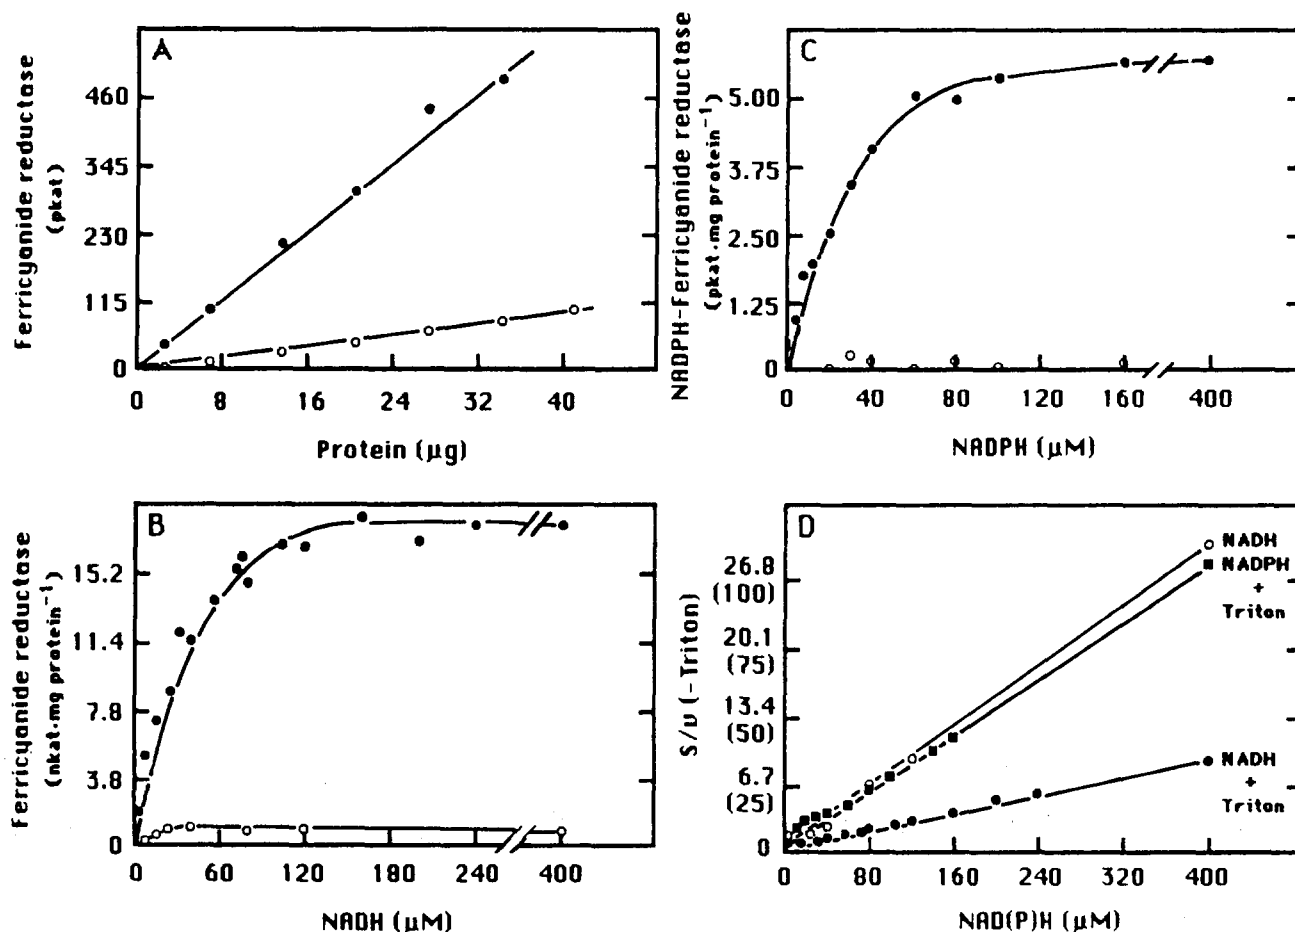 A
Ferricyanide reductase
(pkat)
460
345
230
115
0
0 8 16 24 32 40
Protein (μg)
C
NADPH-Ferricyanide reductase
(pkat·mg protein⁻¹)
5.00
3.75
2.50
1.25
0
0 40 80 120 160 400
NADPH (μM)
B
Ferricyanide reductase
(nkat·mg protein⁻¹)
15.2
11.4
7.8
3.8
0
0 60 120 180 240 400
NADH (μM)
D
S/υ (-Triton)
26.8
(100)
20.1
(75)
13.4
(50)
6.7
(25)
0
0 80 160 240 320 400
NAD(P)H (μM)
NADH
NADPH
+
Triton
NADH
+
Triton